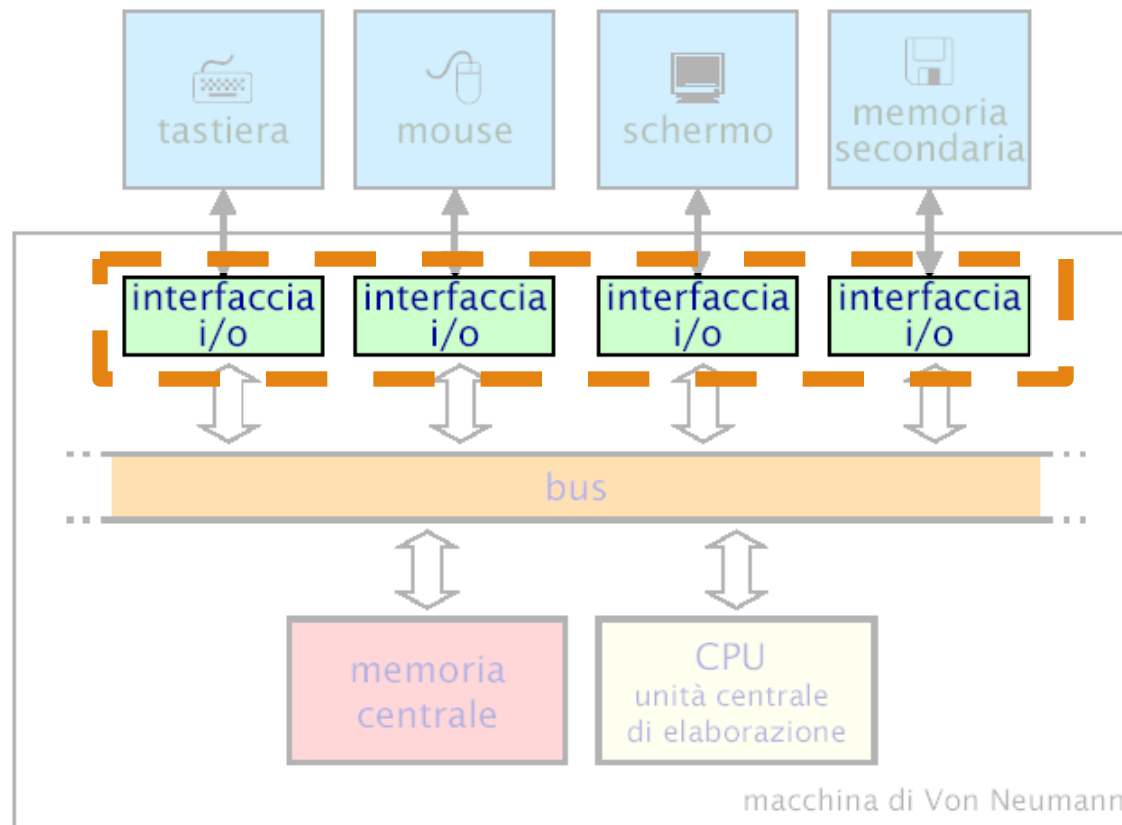 tastiera
mouse
schermo
memoria
secondaria
interfaccia
i/o
interfaccia
i/o
interfaccia
i/o
interfaccia
i/o
bus
memoria
centrale
CPU
unità centrale
di elaborazione
macchina di Von Neumann